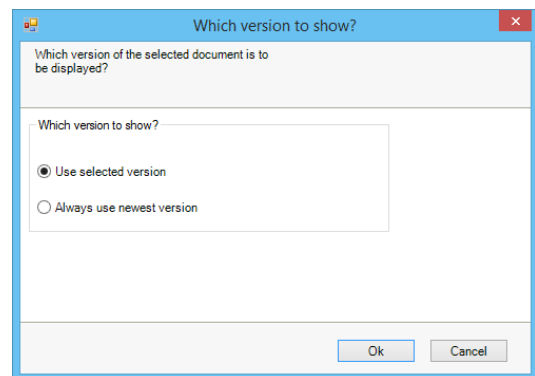 Which version to show?
Which version of the selected document is to
be displayed?
Which version to show?
Use selected version
Always use newest version
Ok
Cancel